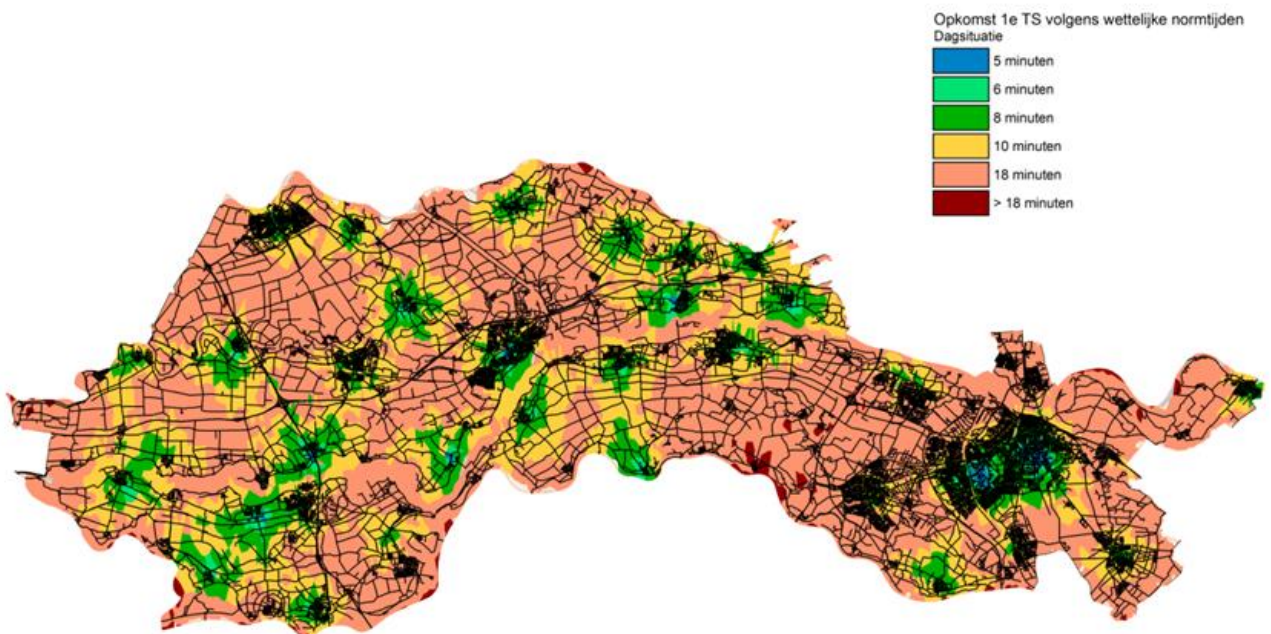 Opkomst 1e TS volgens wettelijke normtijden
Dagsituatie
5 minuten
6 minuten
8 minuten
10 minuten
18 minuten
> 18 minuten